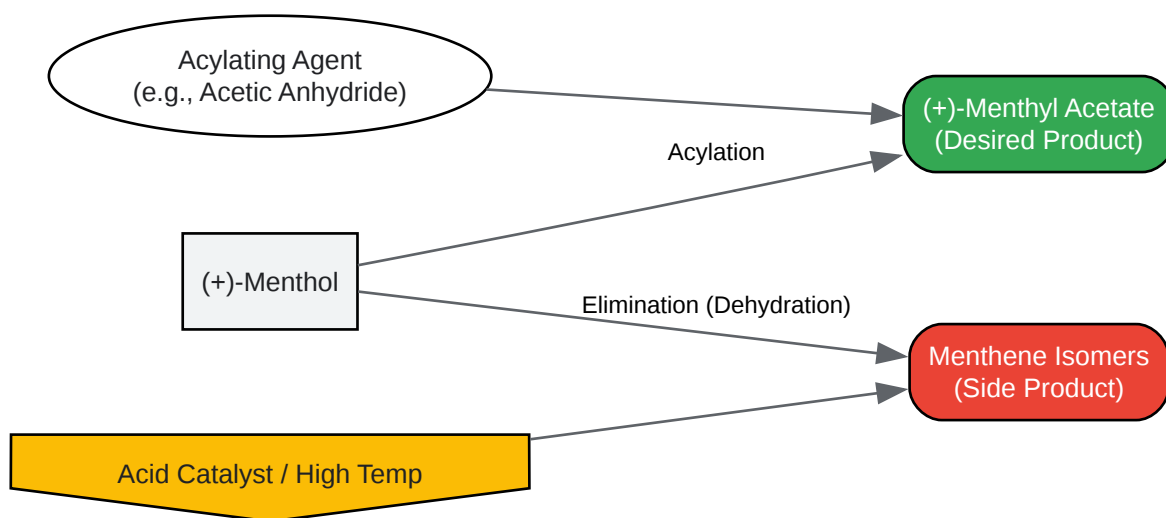 Acylating Agent
(e.g., Acetic Anhydride)
(+)-Menthyl Acetate
(Desired Product)
Acylation
(+)-Menthol
Elimination (Dehydration)
Menthene Isomers
(Side Product)
Acid Catalyst / High Temp